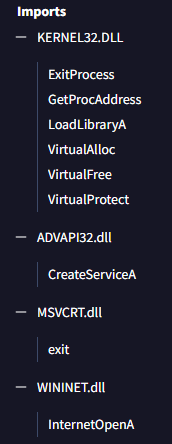 Imports
KERNEL32.DLL
ExitProcess
GetProcAddress
LoadLibraryA
VirtualAlloc
VirtualFree
VirtualProtect
ADVAPI32.dll
CreateServiceA
MSVCRT.dll
exit
WININET.dll
InternetOpenA